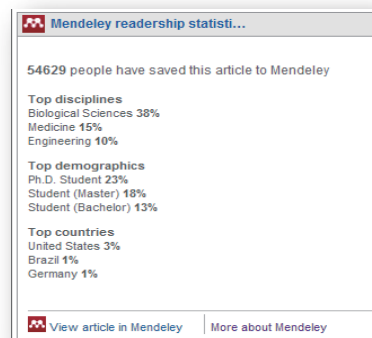 Mendeley readership statisti...
54629 people have saved this article to Mendeley
Top disciplines
Biological Sciences 38%
Medicine 15%
Engineering 10%
Top demographics
Ph.D. Student 23%
Student (Master) 18%
Student (Bachelor) 13%
Top countries
United States 3%
Brazil 1%
Germany 1%
View article in Mendeley More about Mendeley